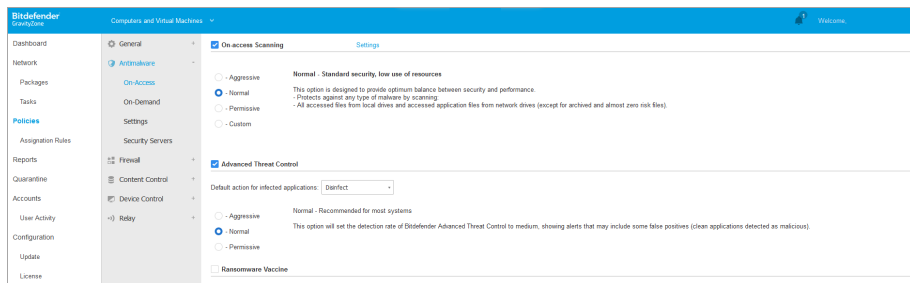 Bitdefender
GravityZone
Computers and Virtual Machines
1
Welcome,
Dashboard
Network
Packages
Tasks
Policies
Assignation Rules
Reports
Quarantine
Accounts
User Activity
Configuration
Update
License
General +
Antimalware -
On-Access
On-Demand
Settings
Security Servers
Firewall +
Content Control +
Device Control +
Relay +
On-access Scanning Settings
- Aggressive
- Normal
- Permissive
- Custom
Normal - Standard security, low use of resources
This option is designed to provide optimum balance between security and performance.
- Protects against any type of malware by scanning:
- All accessed files from local drives and accessed application files from network drives (except for archived and almost zero risk files).
Advanced Threat Control
Default action for infected applications: Disinfect
- Aggressive
- Normal
- Permissive
Normal - Recommended for most systems
This option will set the detection rate of Bitdefender Advanced Threat Control to medium, showing alerts that may include some false positives (clean applications detected as malicious).
Ransomware Vaccine